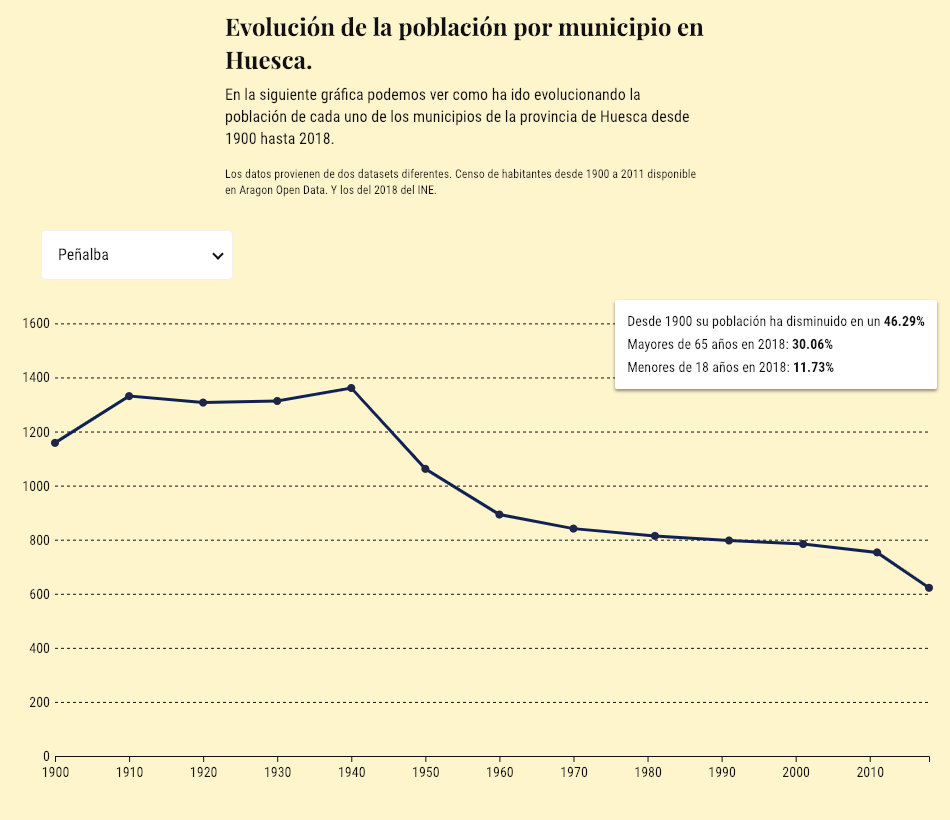 Evolución de la población por municipio en
Huesca.
En la siguiente gráfica podemos ver como ha ido evolucionando la
población de cada uno de los municipios de la provincia de Huesca desde
1900 hasta 2018.
Los datos provienen de dos datasets diferentes. Censo de habitantes desde 1900 a 2011 disponible
en Aragon Open Data. Y los del 2018 del INE.
Peñalba
Desde 1900 su población ha disminuido en un 46.29%
Mayores de 65 años en 2018: 30.06%
Menores de 18 años en 2018: 11.73%
1600
1400
1200
1000
800
600
400
200
0
1900 1910 1920 1930 1940 1950 1960 1970 1980 1990 2000 2010